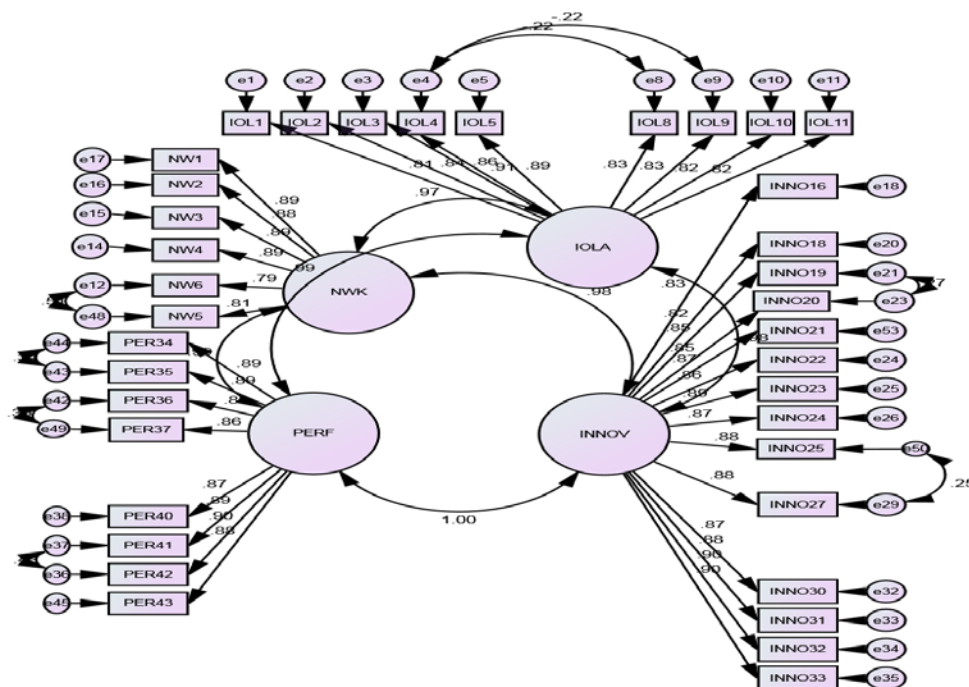 -.22
-.22
e1 e2 e3 e4 e5 e8 e9 e10 e11
IOL1 IOL2 IOL3 IOL4 IOL5 IOL8 IOL9 IOL10 IOL11
.81 .84 .86 .91 .89 .83 .83 .82 .82
e17 NW1
e16 NW2
e15 NW3
e14 NW4
e12 NW6
e48 NW5
.89
.88
.89
.89
.99
.79
.81
.97
NWK
IOLA
.98
.83
INNO16 e18
INNO18 e20
INNO19 e21
INNO20 e23
INNO21 e53
INNO22 e24
INNO23 e25
INNO24 e26
INNO25 e50
INNO27 e29
.82
.85
.85
.87
.86
.89
.87
.88
.88
.25
e44 PER34
e43 PER35
e42 PER36
e49 PER37
.89
.89
.86
PERF
INNOV
1.00
.87
.89
.90
.88
e38 PER40
e37 PER41
e36 PER42
e45 PER43
.87
.88
.90
.90
INNO30 e32
INNO31 e33
INNO32 e34
INNO33 e35